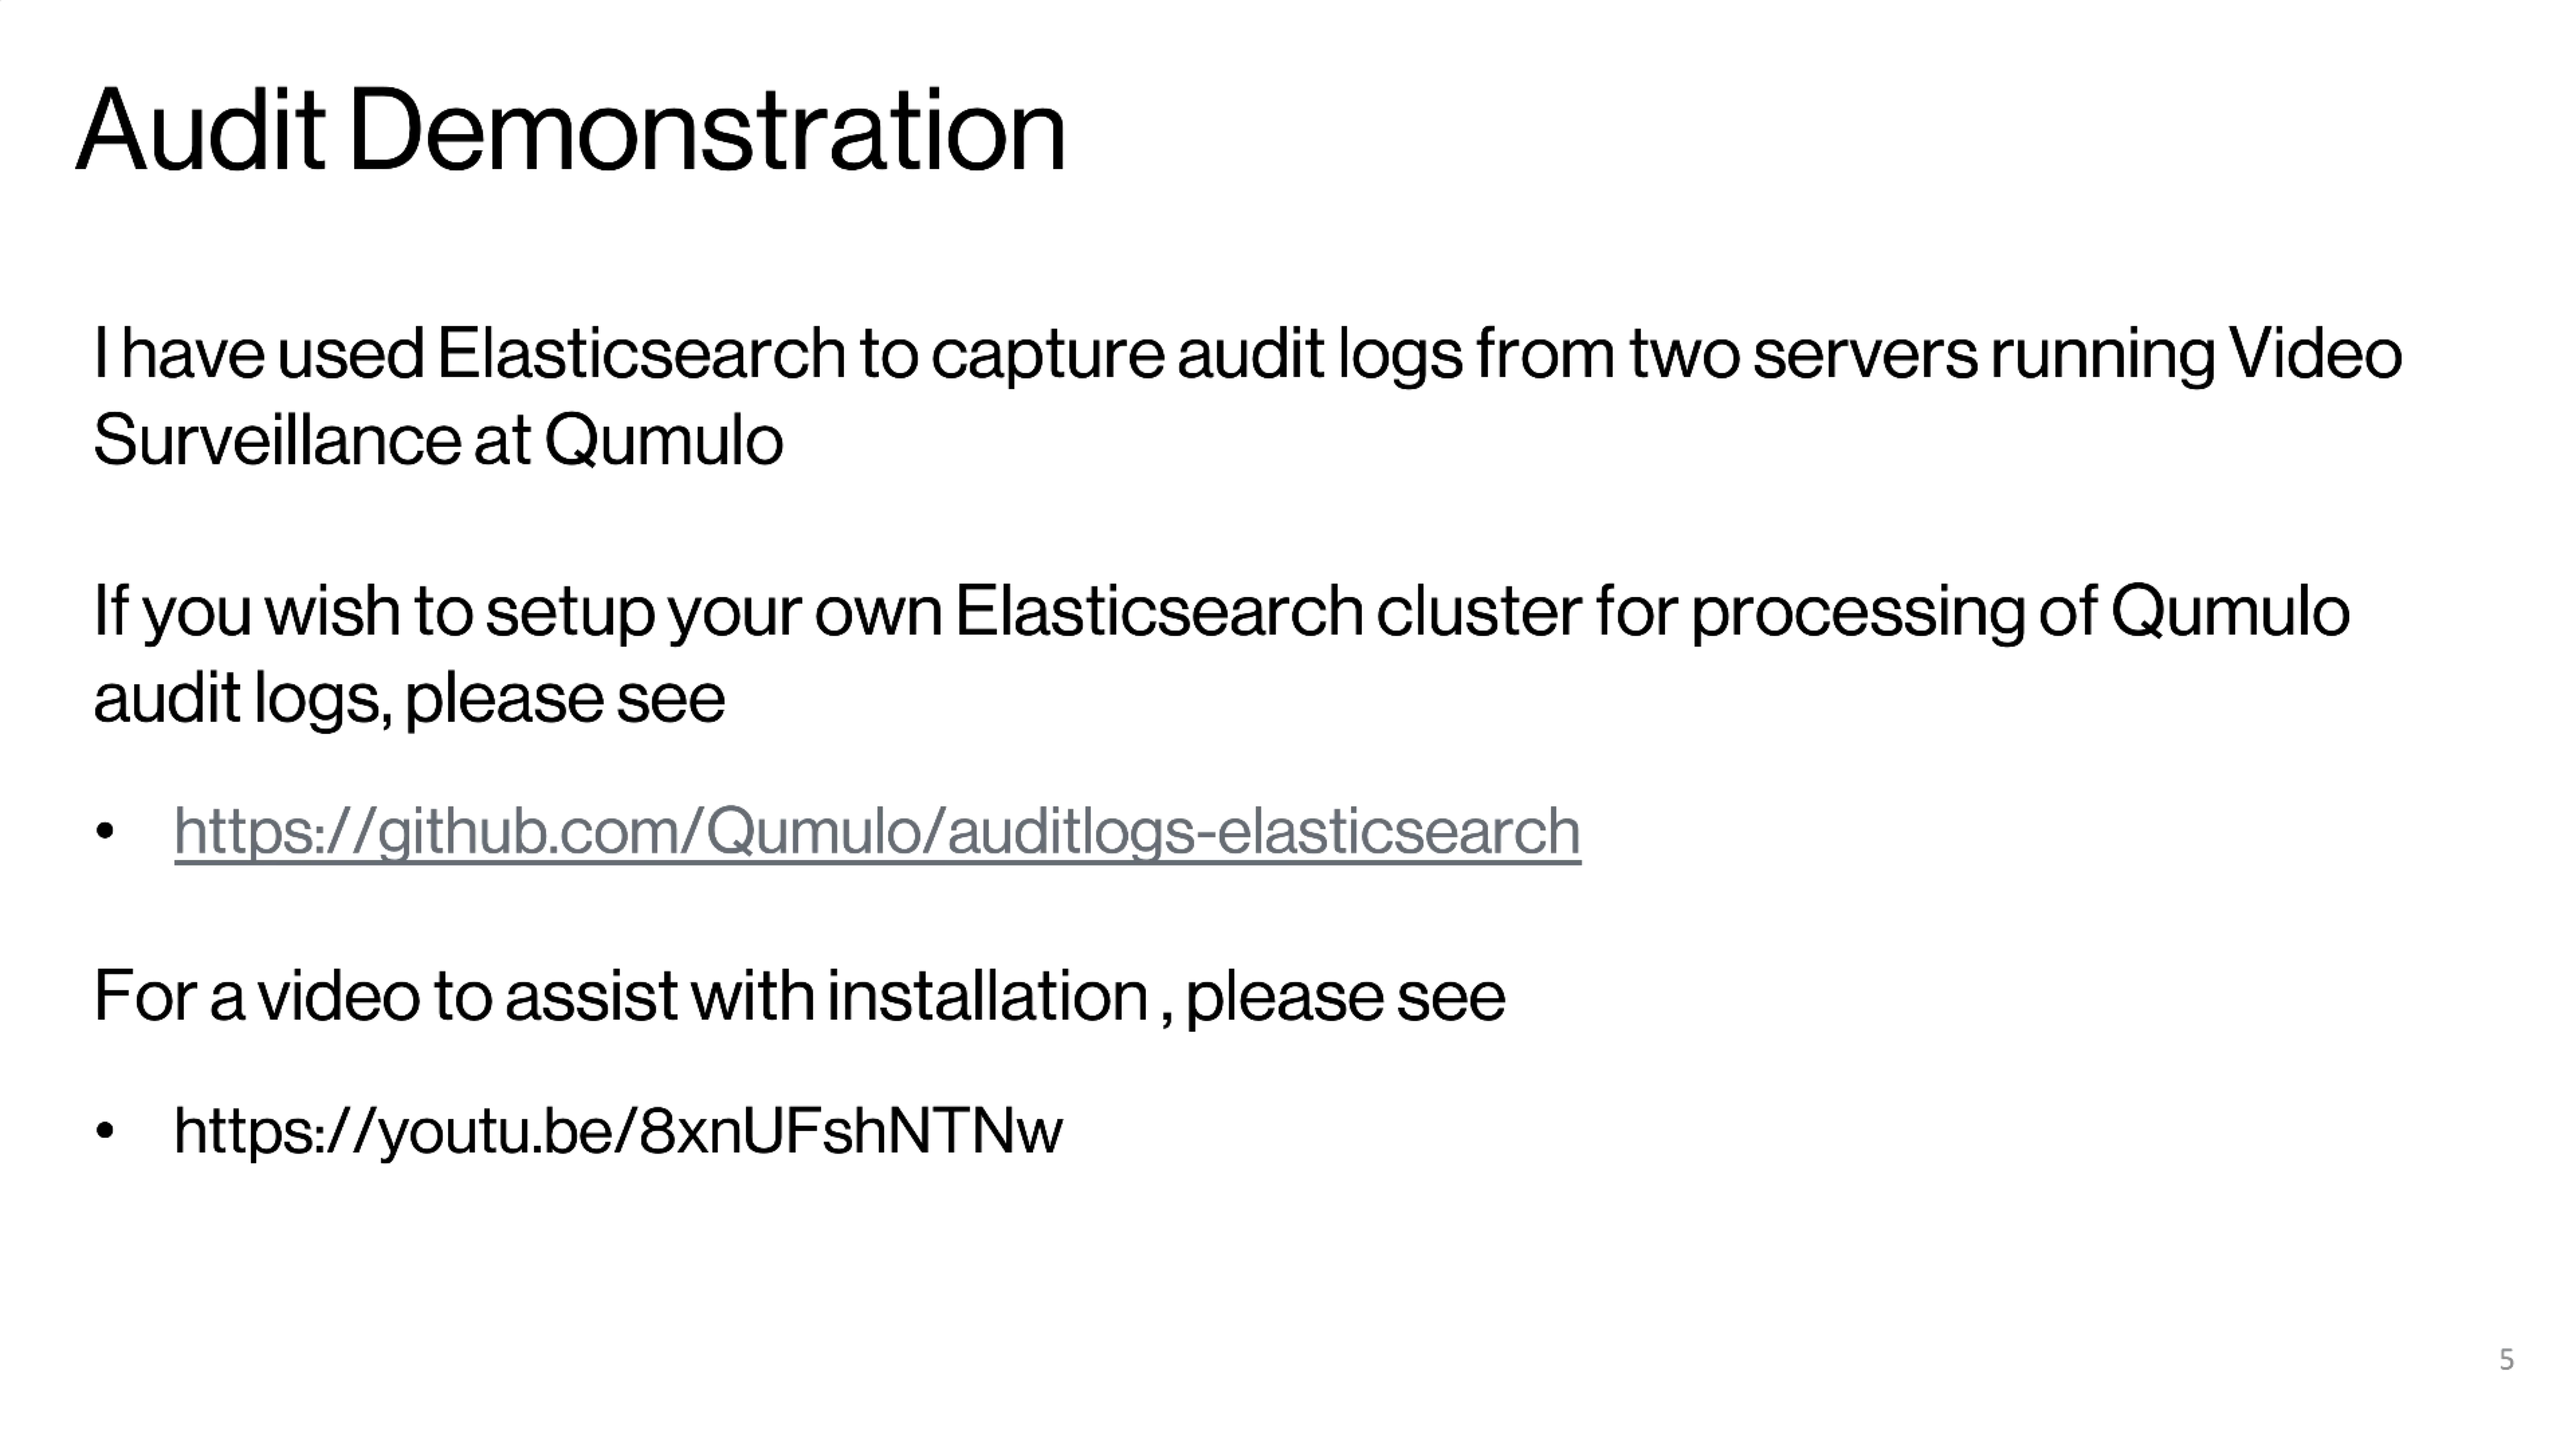 Audit Demonstration
I have used Elasticsearch to capture audit logs from two servers running Video
Surveillance at Qumulo
If you wish to setup your own Elasticsearch cluster for processing of Qumulo
audit logs, please see
• https://github.com/Qumulo/auditlogs-elasticsearch
For a video to assist with installation , please see
• https://youtu.be/8xnUFshNTNw
5